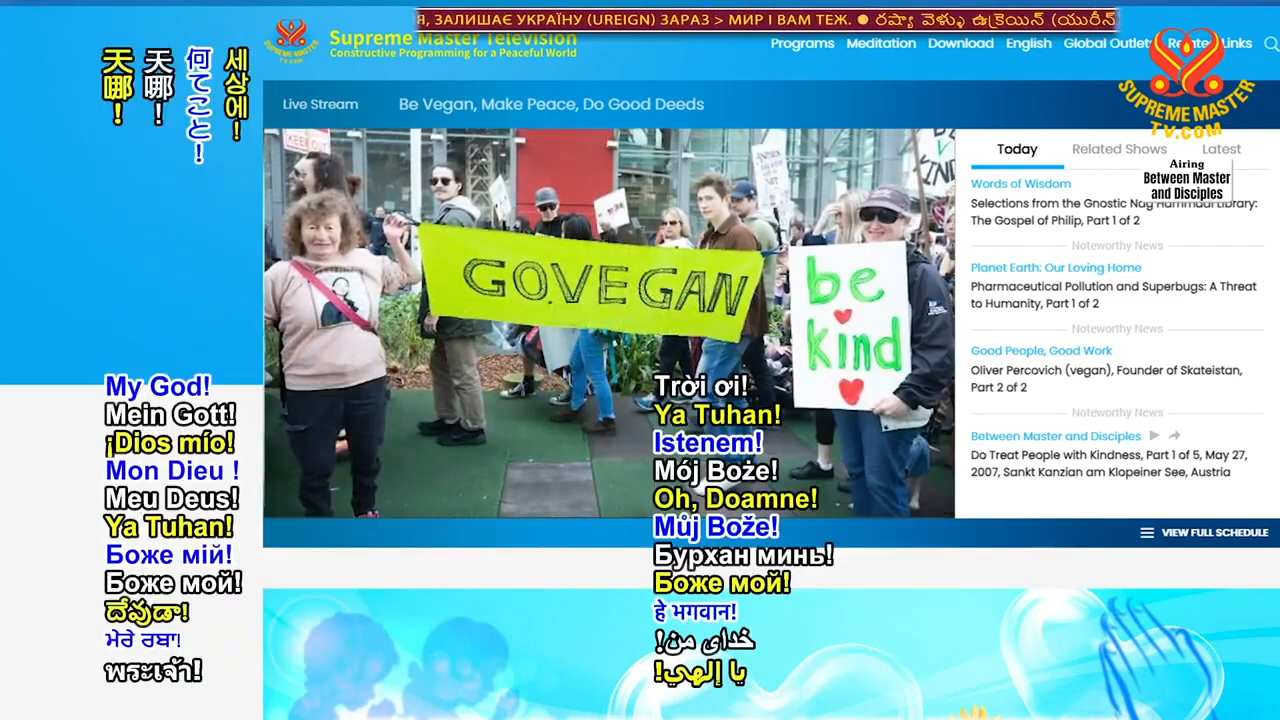 Я, ЗАЛИШАЄ УКРАЇНУ (UREIGN) ЗАРАЗ > МИР І ВАМ ТЕЖ. ● రష్యా వెళ్ళు ఉక్రెయిన్ (యురీన్
SUPREME MASTER
TV.COM
Supreme Master Television
Constructive Programming for a Peaceful World
Programs Meditation Download English Global Outlets Links
SUPREME MASTER
TV.COM
Live Stream Be Vegan, Make Peace, Do Good Deeds
Today Related Shows Latest
Airing
Between Master
and Disciples
Words of Wisdom
Selections from the Gnostic Nag Hammadi Library:
The Gospel of Philip, Part 1 of 2
Noteworthy News
Planet Earth: Our Loving Home
Pharmaceutical Pollution and Superbugs: A Threat
to Humanity, Part 1 of 2
Noteworthy News
Good People, Good Work
Oliver Percovich (vegan), Founder of Skateistan,
Part 2 of 2
Noteworthy News
Between Master and Disciples
Do Treat People with Kindness, Part 1 of 5, May 27,
2007, Sankt Kanzian am Klopeiner See, Austria
VIEW FULL SCHEDULE
KEEP OUT
GO.VEGAN
be
kind
세상에!
何てこと!
天哪!
天哪!
My God!
Mein Gott!
¡Dios mío!
Mon Dieu !
Meu Deus!
Ya Tuhan!
Боже мій!
Боже мой!
దేవుడా!
ਮੇਰੇ ਰਬਾ!
พระเจ้า!
Trời ơi!
Ya Tuhan!
Istenem!
Mój Boże!
Oh, Doamne!
Můj Bože!
Бурхан минь!
Боже мой!
हे भगवान!
خدای من!
يا إلهي!